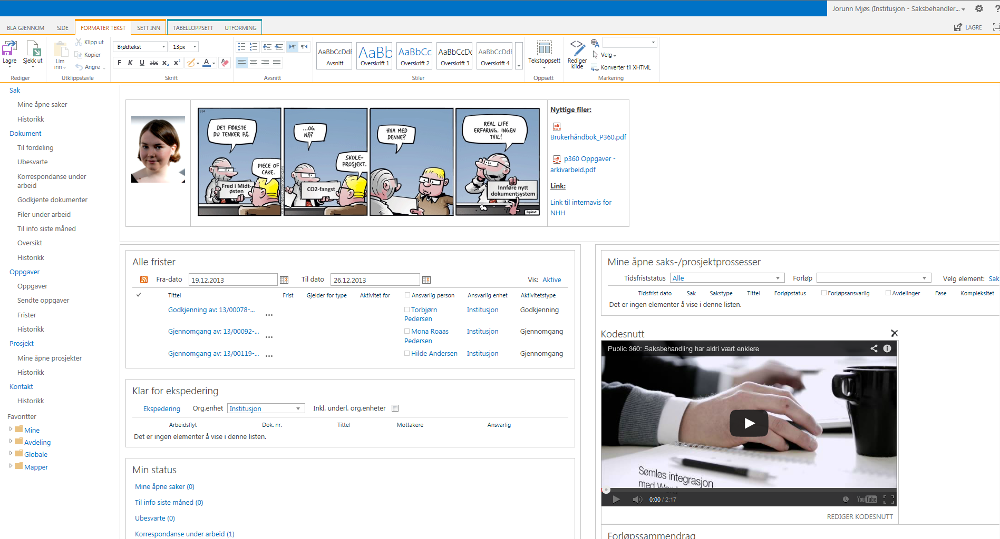 Jorunn Mjøs (Institusjon - Saksbehandler...
?
BLA GJENNOM SIDE FORMATER TEKST SETT INN TABELLOPPSETT UTFORMING
LAGRE
Lagre
Sjekk ut
Rediger
Lim inn
Klipp ut
Kopier
Angre
Utklippstavle
Brødtekst 13px
F K U abc x₂ x² A
Skrift
Avsnitt
AaBbCcDdE Avsnitt
AaBb Overskrift 1
AaBbCc Overskrift 2
AaBbCcDc Overskrift 3
AaBbCcDdE Overskrift 4
Stiler
Tekstoppsett
Oppsett
Rediger kilde
Velg
Konverter til XHTML
Markering
Sak
Mine åpne saker
Historikk
Dokument
Til fordeling
Ubesvarte
Korrespondanse under
arbeid
Godkjente dokumenter
Filer under arbeid
Til info siste måned
Oversikt
Historikk
Oppgaver
Oppgaver
Sendte oppgaver
Frister
Historikk
Prosjekt
Mine åpne prosjekter
Historikk
Kontakt
Historikk
Favoritter
Mine
Avdeling
Globale
Mapper
894
DET FØRSTE
DU TENKER PÅ.
PIECE OF
CAKE.
Fred i Midt-
østen
...OG
NÅ?
SKOLE-
PROSJEKT.
CO2-fangst
HVA MED
DENNE?
REAL LIFE
ERFARING. INGEN
TVIL!
Innføre nytt
dokumentsystem
BØRGE
Nyttige filer:
Brukerhåndbok_P360.pdf
p360 Oppgaver -
arkivarbeid.pdf
Link:
Link til internavis for
NHH
Alle frister
Fra-dato 19.12.2013 Til dato 26.12.2013 Vis: Aktive
Tittel Frist Gjelder for type Aktivitet for Ansvarlig person Ansvarlig enhet Aktivitetstype
Godkjenning av: 13/00078-... ... Torbjørn Pedersen Institusjon Godkjenning
Gjennomgang av: 13/00092-... ... Mona Roaas Pedersen Institusjon Gjennomgang
Gjennomgang av: 13/00119-... ... Hilde Andersen Institusjon Gjennomgang
Klar for ekspedering
Ekspedering Org.enhet Institusjon Inkl. underl. org.enheter
Arbeidsflyt Dok. nr. Tittel Mottakere Ansvarlig
Det er ingen elementer å vise i denne listen.
Min status
Mine åpne saker (0)
Til info siste måned (0)
Ubesvarte (0)
Korrespondanse under arbeid (1)
Mine åpne saks-/prosjektprossesser
Tidsfriststatus Alle Forløp Velg element: Sak
Tidsfrist dato Sak Sakstype Tittel Forløpstatus Forløpsansvarlig Avdelinger Fase Kompleksitet
Det er ingen elementer å vise i denne listen.
Kodesnutt
Public 360: Saksbehandling har aldri vært enklere
Sømløs integrasjon
med Word
0:00 / 2:17
YouTube
REDIGER KODESNUTT
Forløpssammendrag